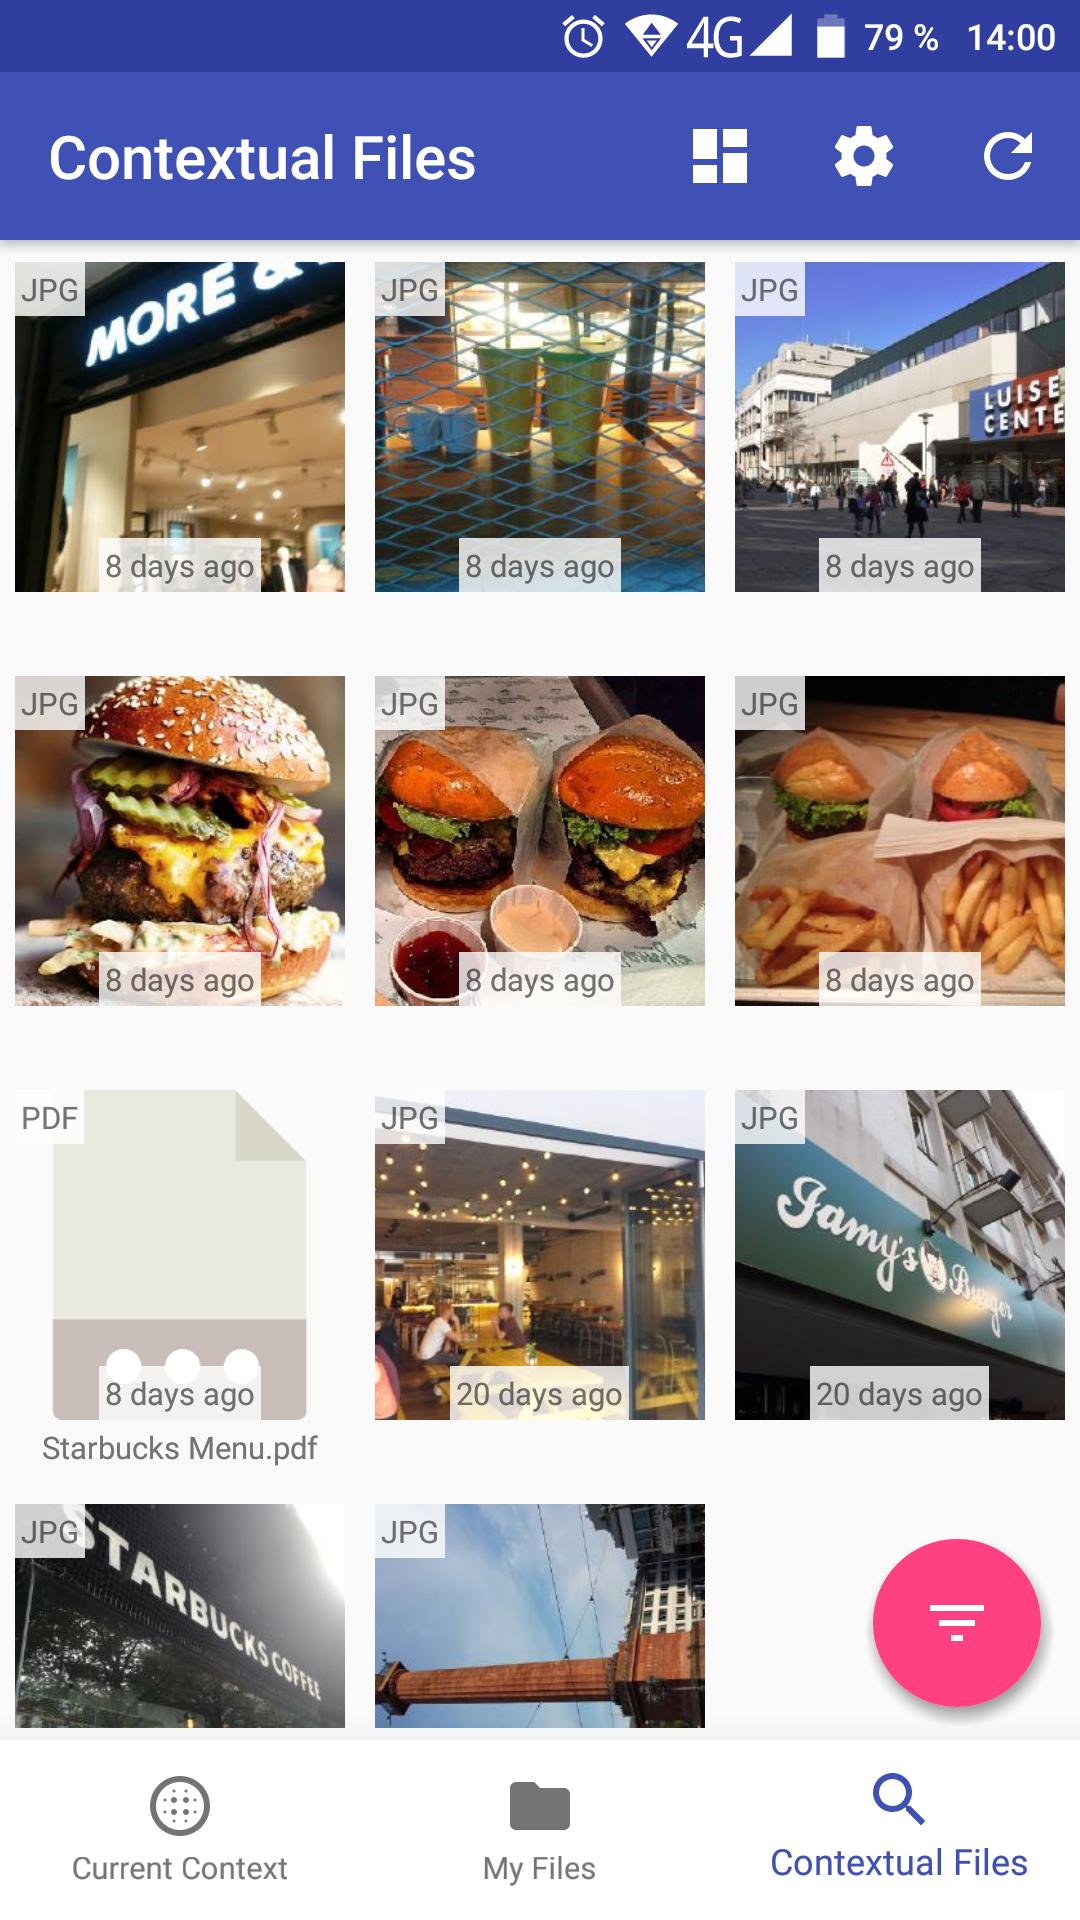 4G 79 % 14:00
Contextual Files
JPG JPG JPG
MORE &
LUISE
CENTE
8 days ago 8 days ago 8 days ago
JPG JPG JPG
8 days ago 8 days ago 8 days ago
PDF JPG JPG
Jamy's Burger
8 days ago 20 days ago 20 days ago
Starbucks Menu.pdf
JPG JPG
STARBUCKS COFFEE
Current Context My Files Contextual Files